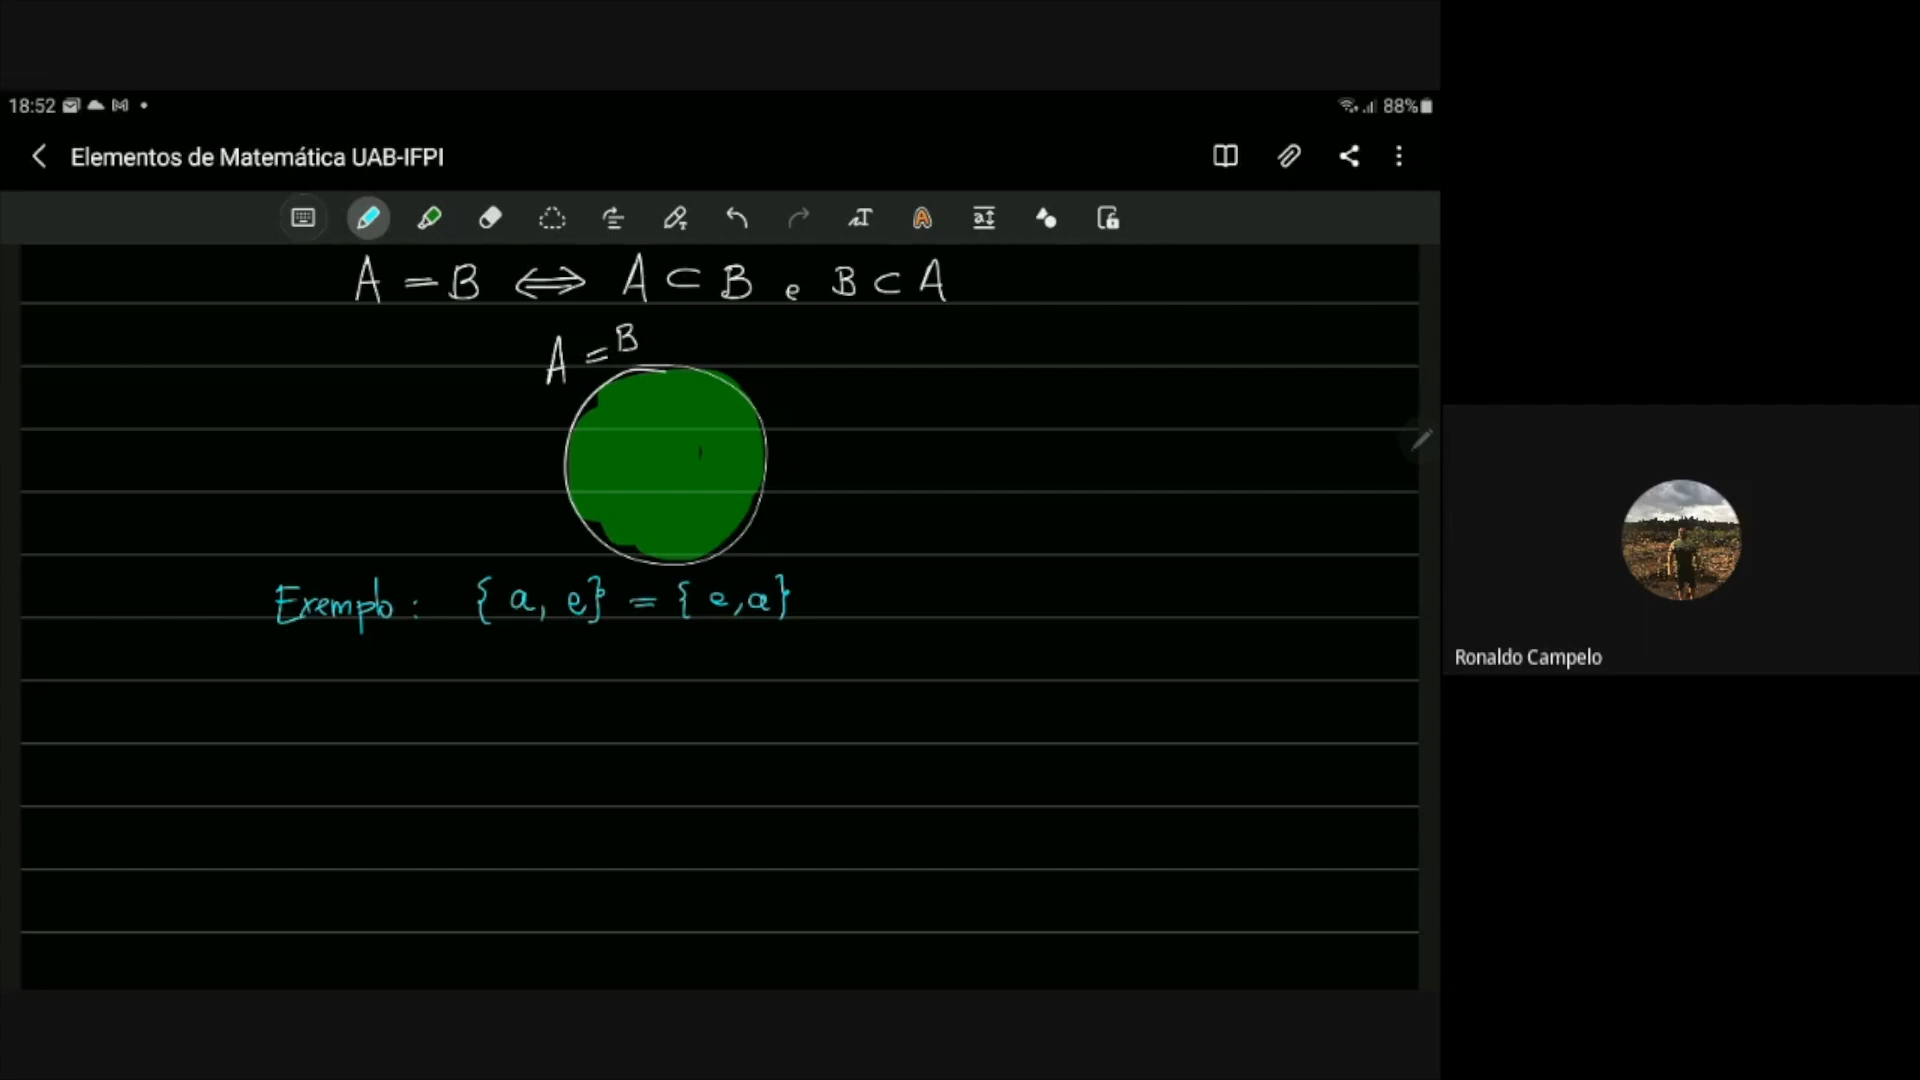 18:52 88%
Elementos de Matemática UAB-IFPI
A = B ⟺ A ⊂ B e B ⊂ A
A = B
Exemplo: { a, e} = { e, a}
Ronaldo Campelo